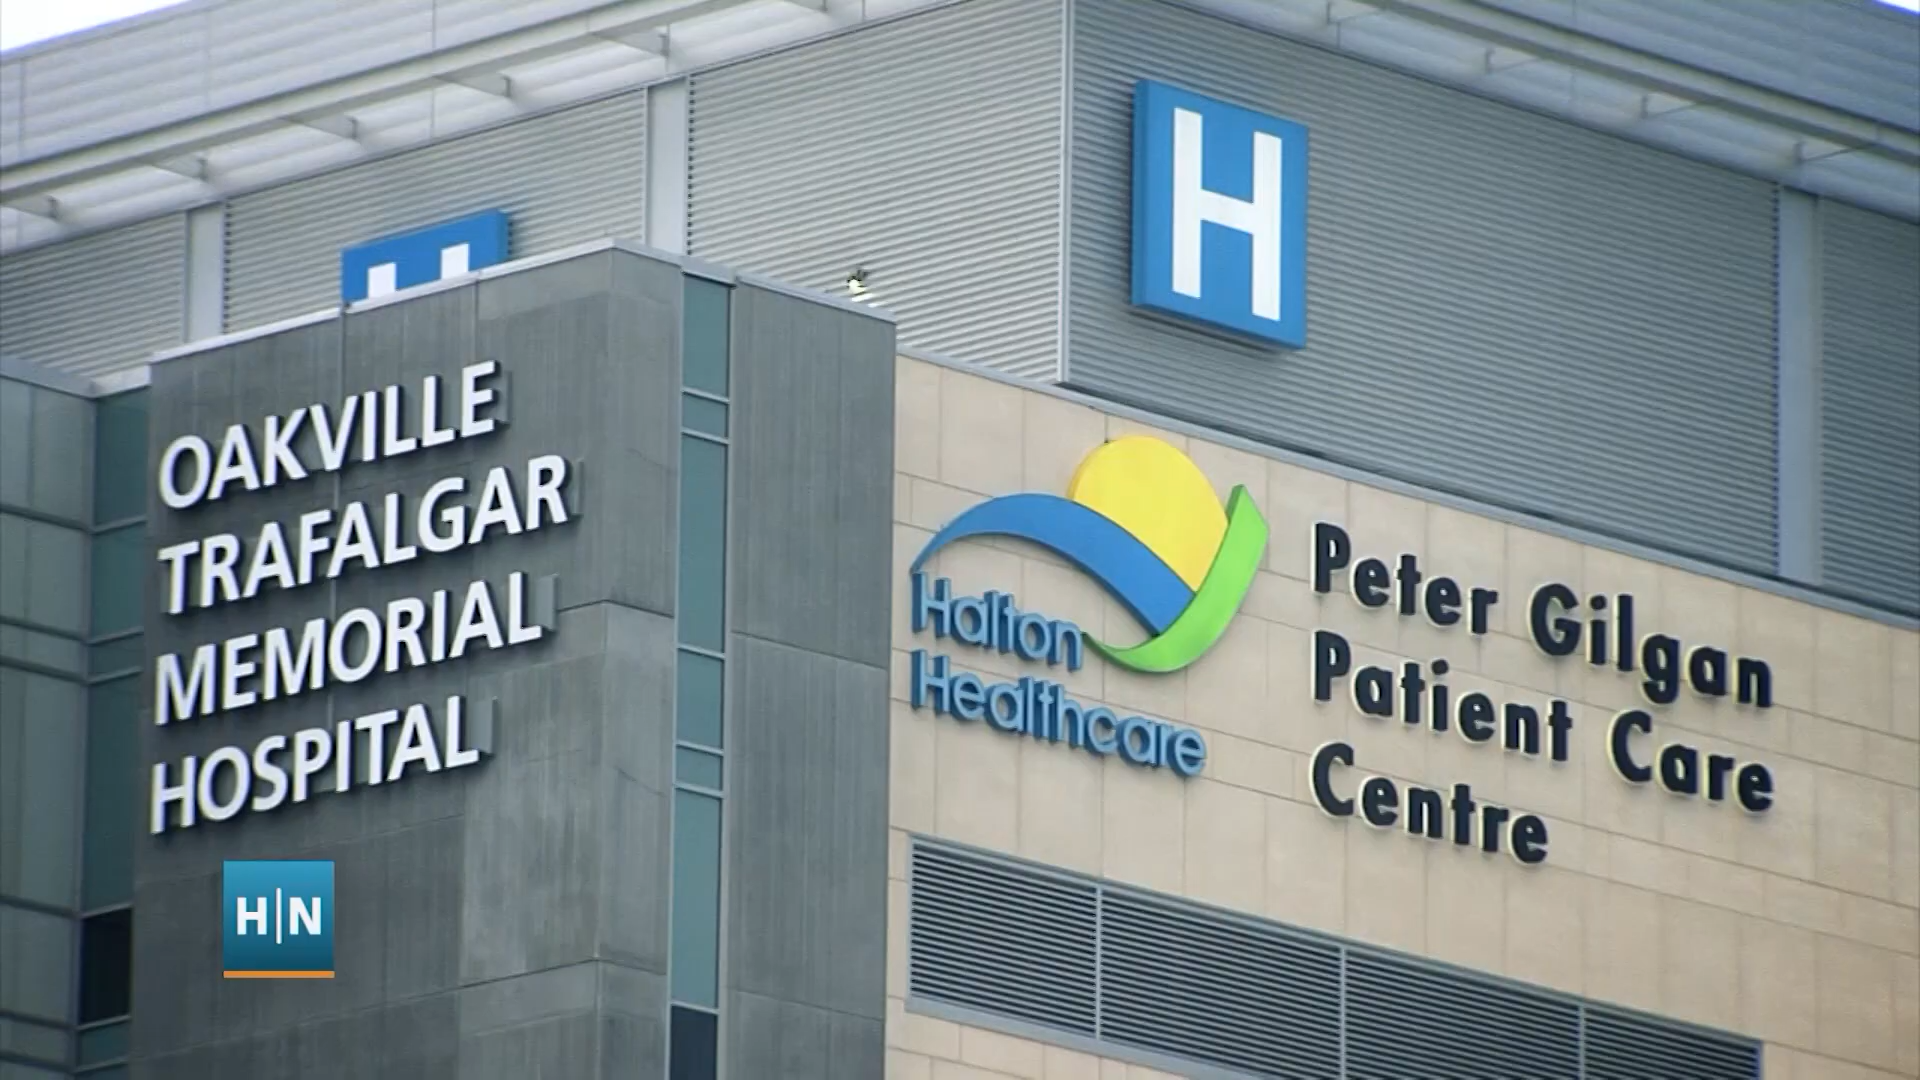 H
H
OAKVILLE
TRAFALGAR
MEMORIAL
HOSPITAL
Halton
Healthcare
Peter Gilgan
Patient Care
Centre
H|N